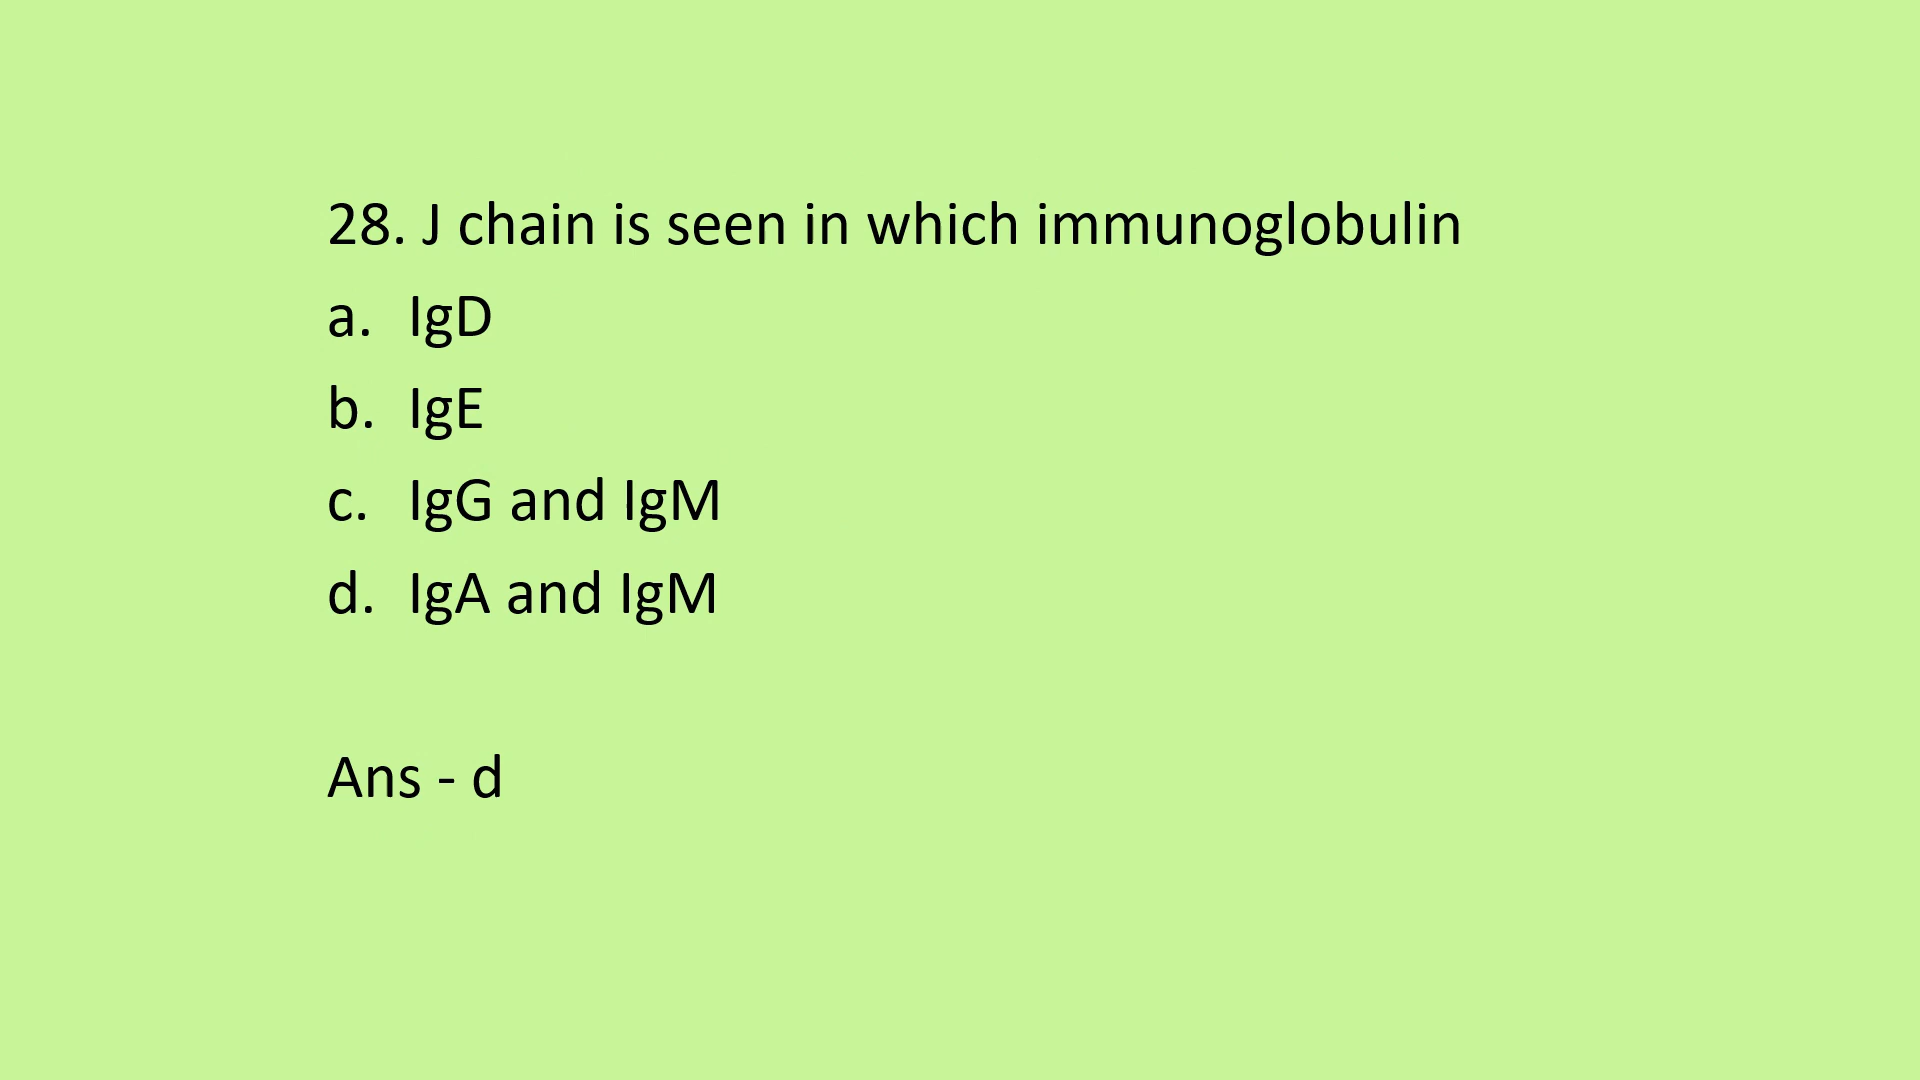 28. J chain is seen in which immunoglobulin
a. IgD
b. IgE
c. IgG and IgM
d. IgA and IgM
Ans - d